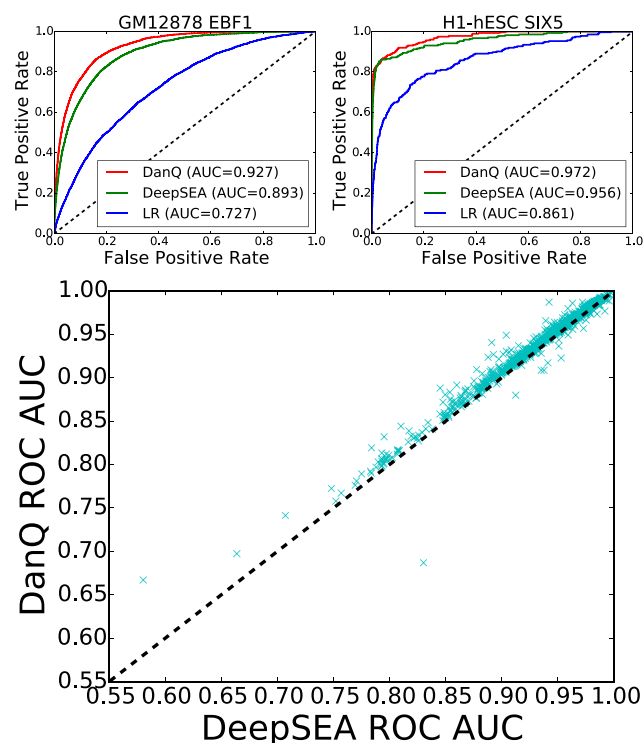 GM12878 EBF1
1.0
0.8
0.6
0.4
0.2
0.0
True Positive Rate
DanQ (AUC=0.927)
DeepSEA (AUC=0.893)
LR (AUC=0.727)
0.0 0.2 0.4 0.6 0.8 1.0
False Positive Rate
H1-hESC SIX5
1.0
0.8
0.6
0.4
0.2
0.0
True Positive Rate
DanQ (AUC=0.972)
DeepSEA (AUC=0.956)
LR (AUC=0.861)
0.0 0.2 0.4 0.6 0.8 1.0
False Positive Rate
1.00
0.95
0.90
0.85
0.80
0.75
0.70
0.65
0.60
0.55
DanQ ROC AUC
0.55 0.60 0.65 0.70 0.75 0.80 0.85 0.90 0.95 1.00
DeepSEA ROC AUC